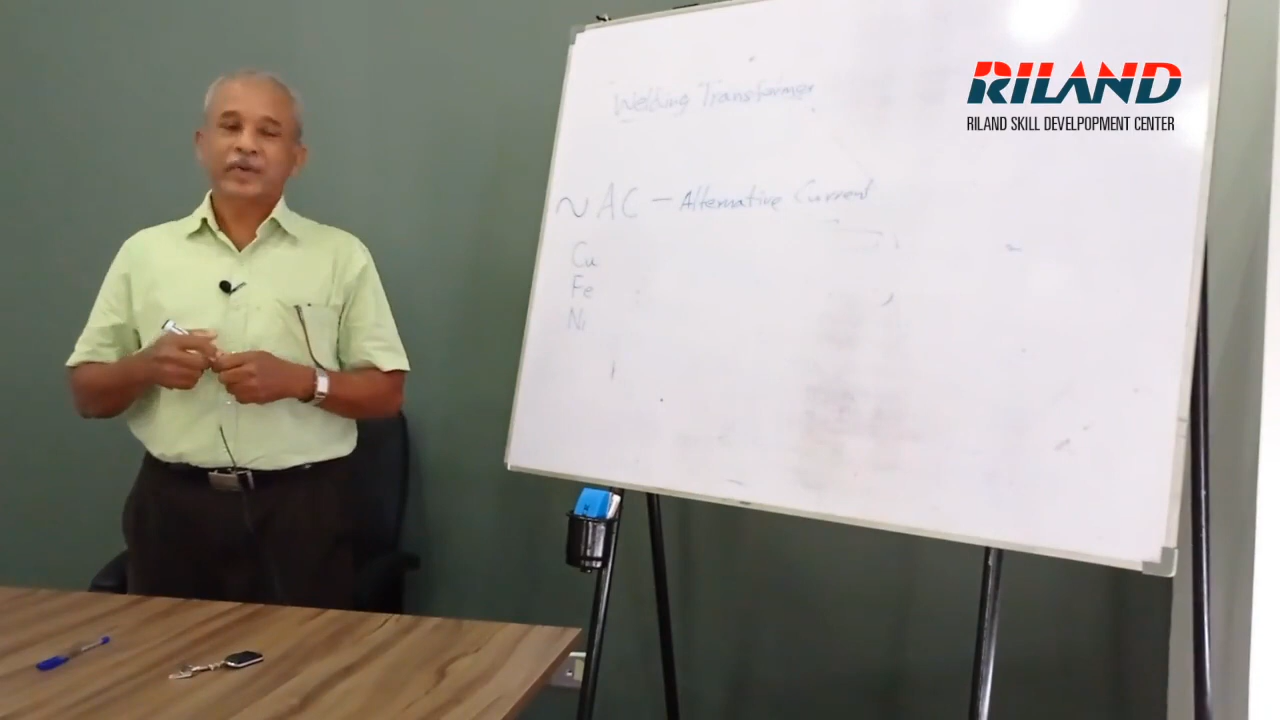 Welding Transformer
~ AC – Alternative Current
Cu
Fe
Ni
RILAND
RILAND SKILL DEVELPOPMENT CENTER